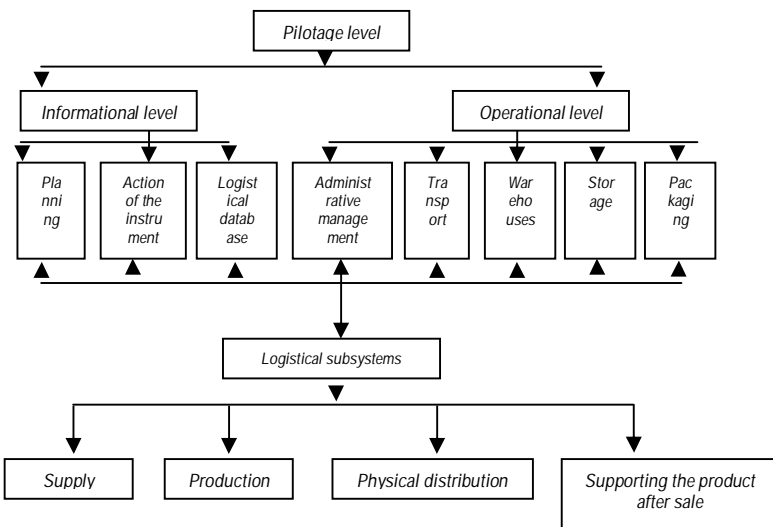 Pilotage level
Informational level
Operational level
Pla
nni
ng
Action
of the
instru
ment
Logist
ical
datab
ase
Administ
rative
manage
ment
Tra
nsp
ort
War
eho
uses
Stor
age
Pac
kagi
ng
Logistical subsystems
Supply
Production
Physical distribution
Supporting the product
after sale